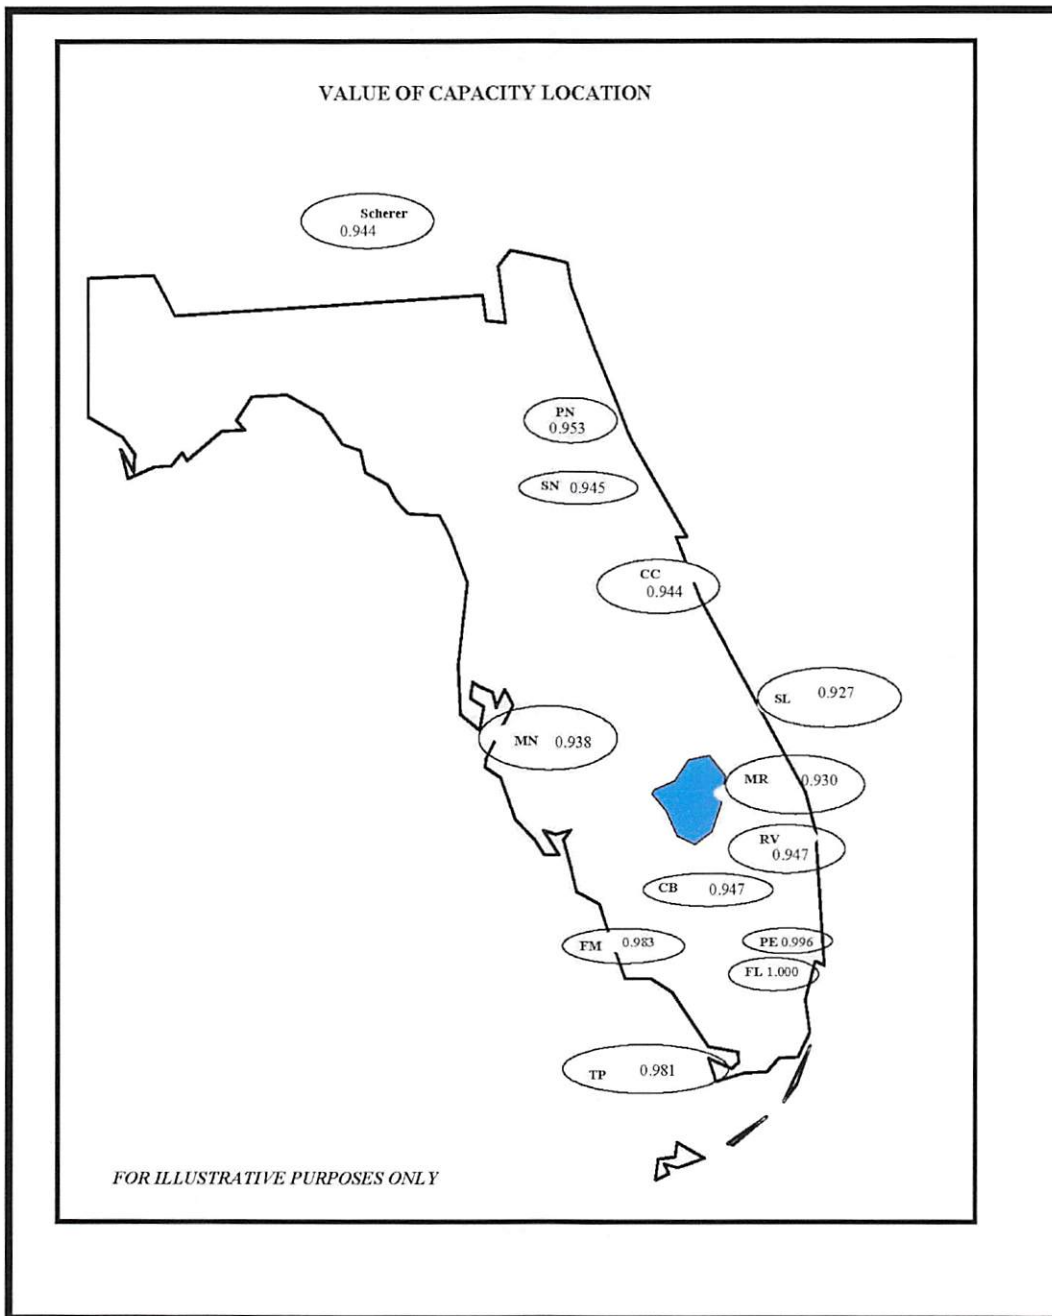 VALUE OF CAPACITY LOCATION
Scherer
0.944
PN
0.953
SN 0.945
CC
0.944
SL 0.927
MN 0.938
MR 0.930
RV
0.947
CB 0.947
FM 0.983
PE 0.996
FL 1.000
TP 0.981
FOR ILLUSTRATIVE PURPOSES ONLY